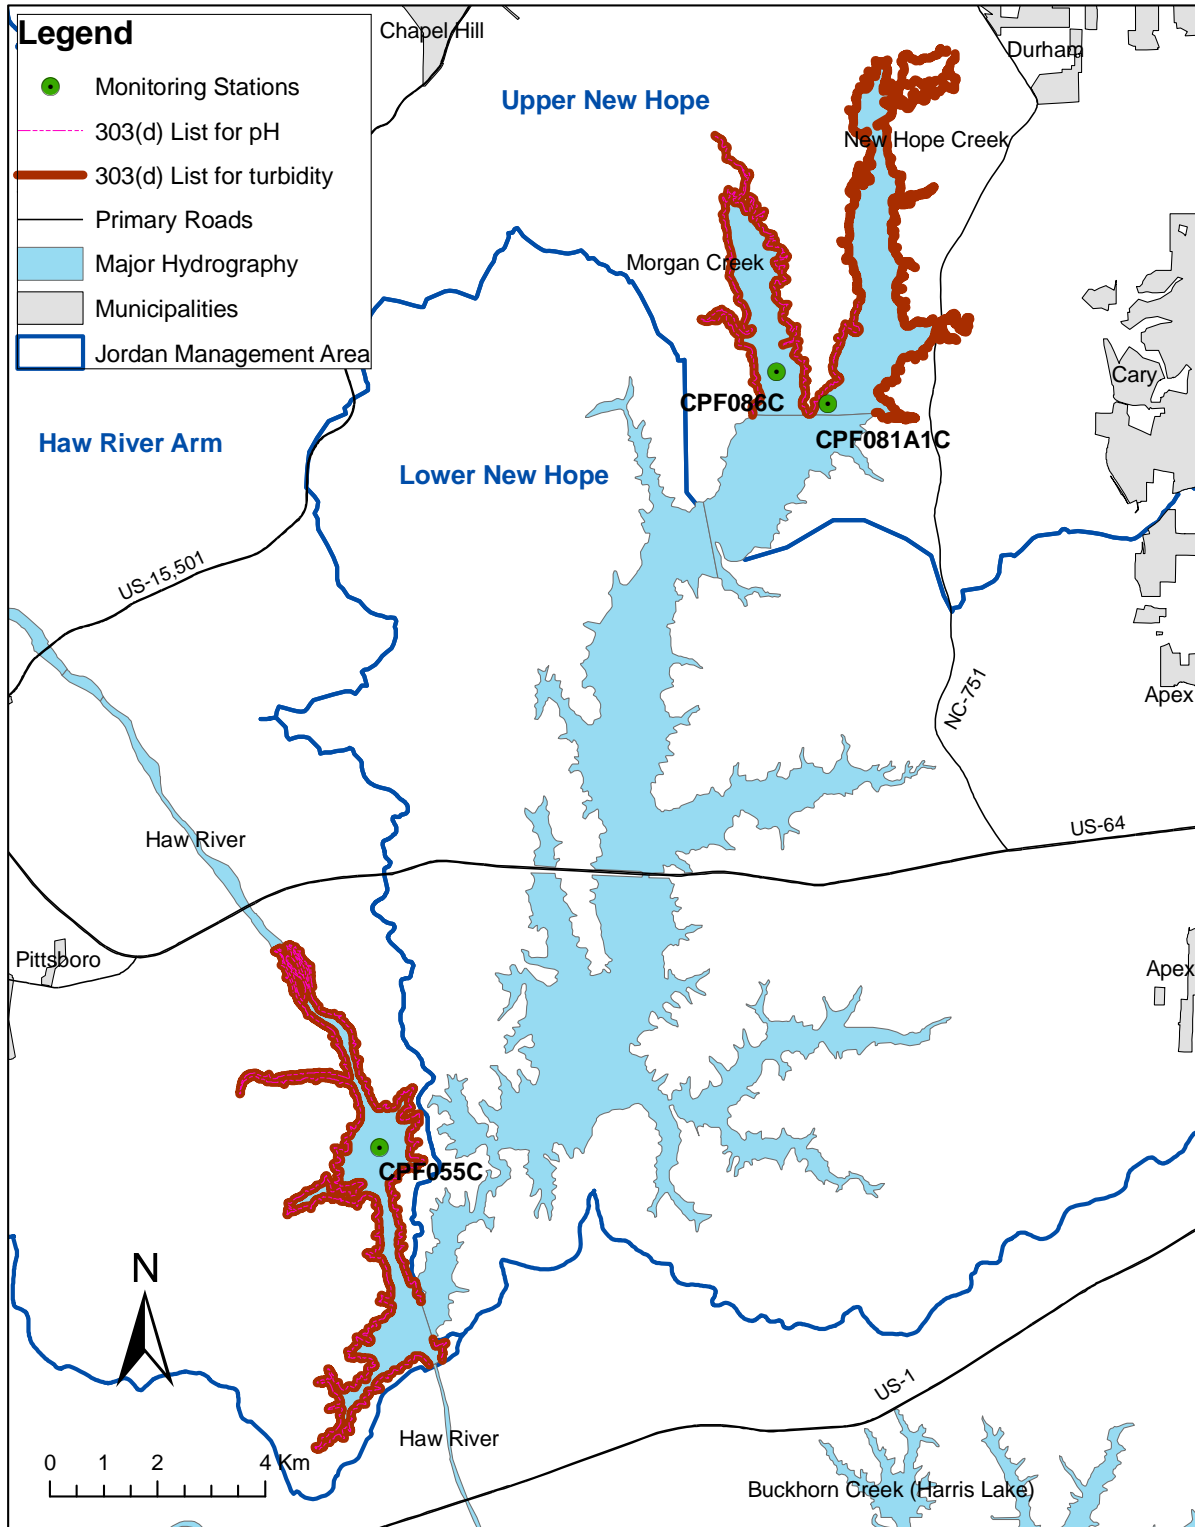 Legend
Monitoring Stations
303(d) List for pH
303(d) List for turbidity
Primary Roads
Major Hydrography
Municipalities
Jordan Management Area
Chapel Hill
Durham
Upper New Hope
New Hope Creek
Morgan Creek
Cary
CPF086C
CPF081A1C
Haw River Arm
Lower New Hope
US-15,501
Apex
NC-751
US-64
Haw River
Pittsboro
Apex
CPF055C
N
US-1
Haw River
0 1 2 4 Km
Buckhorn Creek (Harris Lake)